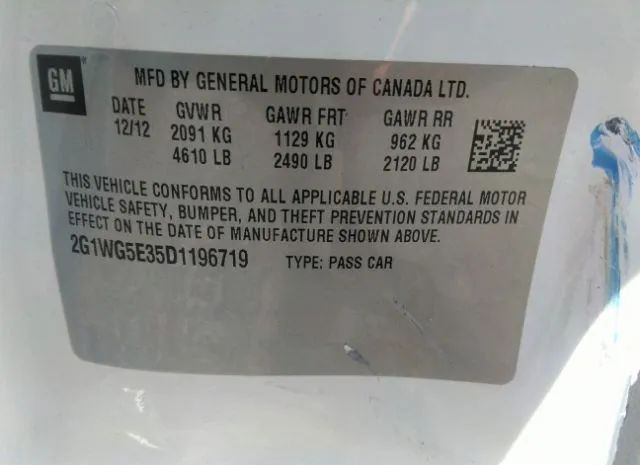 GM
MFD BY GENERAL MOTORS OF CANADA LTD.
DATE GVWR GAWR FRT GAWR RR
12/12 2091 KG 1129 KG 962 KG
4610 LB 2490 LB 2120 LB
THIS VEHICLE CONFORMS TO ALL APPLICABLE U.S. FEDERAL MOTOR
VEHICLE SAFETY, BUMPER, AND THEFT PREVENTION STANDARDS IN
EFFECT ON THE DATE OF MANUFACTURE SHOWN ABOVE.
2G1WG5E35D1196719 TYPE: PASS CAR